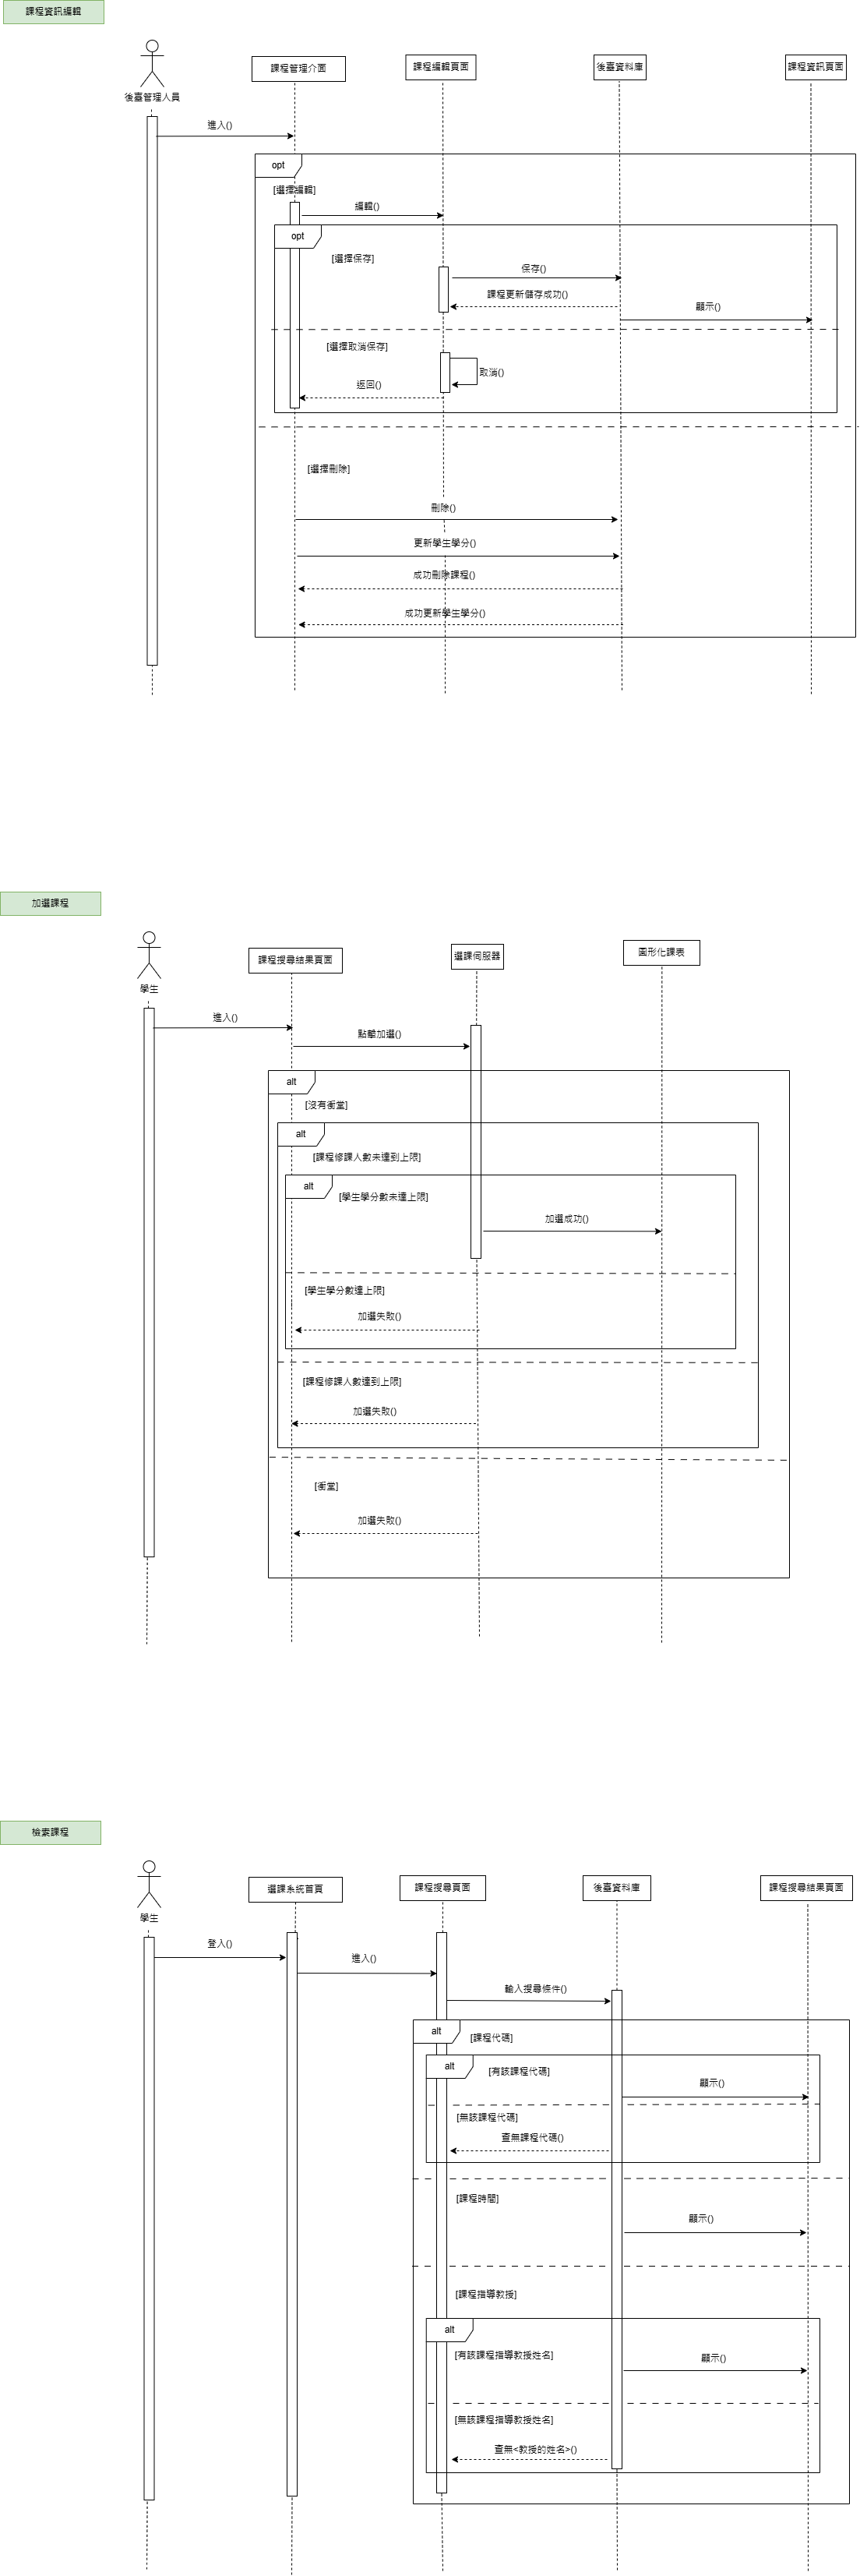 課程資訊編輯
後臺管理人員
課程管理介面
課程編輯頁面
後臺資料庫
課程資訊頁面
進入()
opt
[選擇編輯]
編輯()
opt
[選擇保存]
保存()
課程更新儲存成功()
顯示()
[選擇取消保存]
取消()
返回()
[選擇刪除]
刪除()
更新學生學分()
成功刪除課程()
成功更新學生學分()
加選課程
學生
課程搜尋結果頁面
選課伺服器
圖形化課表
進入()
點擊加選()
alt
[沒有衝堂]
alt
[課程修課人數未達到上限]
alt
[學生學分數未達上限]
加選成功()
[學生學分數達上限]
加選失敗()
[課程修課人數達到上限]
加選失敗()
[衝堂]
加選失敗()
檢索課程
學生
選課系統首頁
課程搜尋頁面
後臺資料庫
課程搜尋結果頁面
登入()
進入()
輸入搜尋條件()
alt
[課程代碼]
alt
[有該課程代碼]
顯示()
[無該課程代碼]
查無課程代碼()
[課程時間]
顯示()
[課程指導教授]
alt
[有該課程指導教授姓名]
顯示()
[無該課程指導教授姓名]
查無<教授的姓名>()